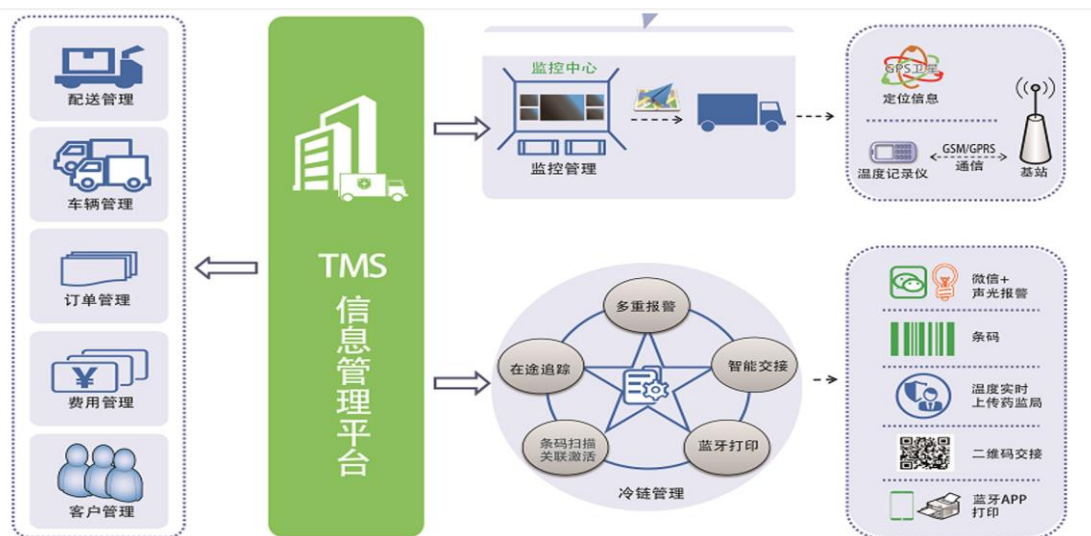 配送管理
车辆管理
订单管理
¥
费用管理
客户管理
TMS
信息管理平台
监控中心
监控管理
GPS卫星
定位信息
温度记录仪
GSM/GPRS
通信
基站
多重报警
在途追踪
智能交接
条码扫描
关联激活
蓝牙打印
冷链管理
微信+
声光报警
条码
温度实时
上传药监局
二维码交接
蓝牙APP
打印